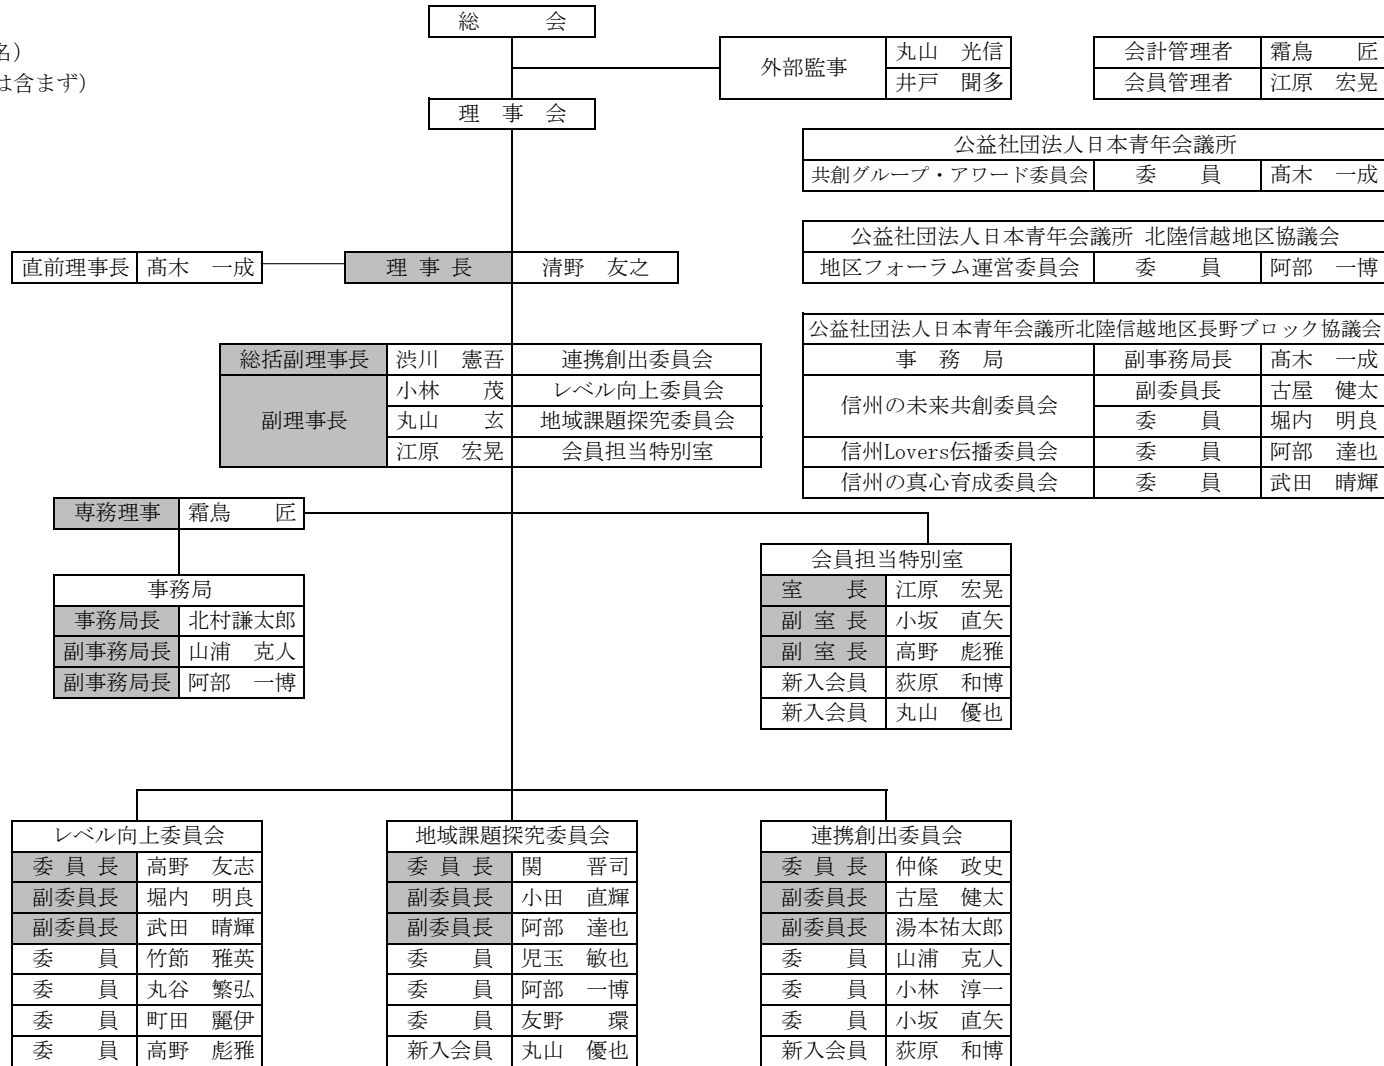 総　　会
名）
は含まず）
外部監事
丸山　光信
井戸　聞多
会計管理者　霜鳥　　匠
会員管理者　江原　宏晃
理　事　会
公益社団法人日本青年会議所
共創グループ・アワード委員会　委　　員　髙木　一成
公益社団法人日本青年会議所 北陸信越地区協議会
地区フォーラム運営委員会　委　　員　阿部　一博
直前理事長　髙木　一成
理 事 長　清野　友之
公益社団法人日本青年会議所北陸信越地区長野ブロック協議会
事　務　局　副事務局長　髙木　一成
信州の未来共創委員会
副委員長　古屋　健太
委　　員　堀内　明良
信州Lovers伝播委員会　委　　員　阿部　達也
信州の真心育成委員会　委　　員　武田　晴輝
総括副理事長　渋川　憲吾　連携創出委員会
副理事長
小林　　茂　レベル向上委員会
丸山　　玄　地域課題探究委員会
江原　宏晃　会員担当特別室
専務理事　霜鳥　　匠
事務局
事務局長　北村謙太郎
副事務局長　山浦　克人
副事務局長　阿部　一博
会員担当特別室
室　　長　江原　宏晃
副 室 長　小坂　直矢
副 室 長　高野　彪雅
新入会員　荻原　和博
新入会員　丸山　優也
レベル向上委員会
委 員 長　高野　友志
副委員長　堀内　明良
副委員長　武田　晴輝
委　　員　竹節　雅英
委　　員　丸谷　繁弘
委　　員　町田　麗伊
委　　員　高野　彪雅
地域課題探究委員会
委 員 長　関　　晋司
副委員長　小田　直輝
副委員長　阿部　達也
委　　員　児玉　敏也
委　　員　阿部　一博
委　　員　友野　　環
新入会員　丸山　優也
連携創出委員会
委 員 長　仲條　政史
副委員長　古屋　健太
副委員長　湯本祐太郎
委　　員　山浦　克人
委　　員　小林　淳一
委　　員　小坂　直矢
新入会員　荻原　和博